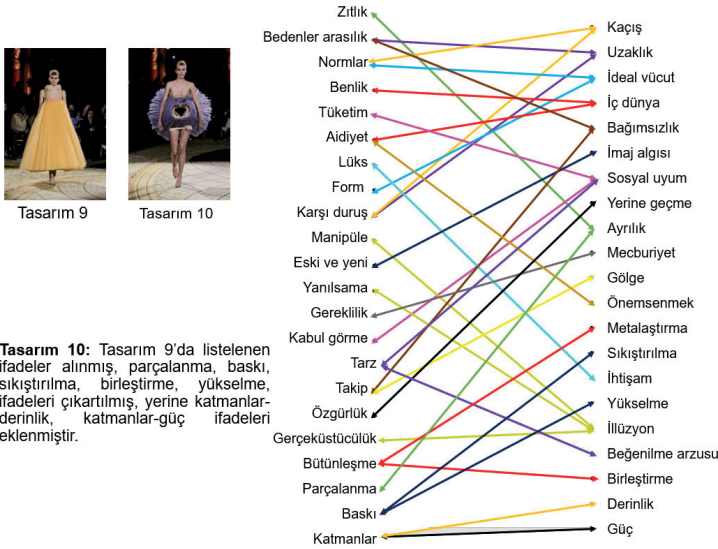 Tasarım 9
Tasarım 10
Tasarım 10: Tasarım 9'da listelenen
ifadeler alınmış, parçalanma, baskı,
sıkıştırılma, birleştirme, yükselme,
ifadeleri çıkartılmış, yerine katmanlar-
derinlik, katmanlar-güç ifadeleri
eklenmiştir.
Zıtlık
Bedenler arasılık
Normlar
Benlik
Tüketim
Aidiyet
Lüks
Form
Karşı duruş
Manipüle
Eski ve yeni
Yanılsama
Gereklilik
Kabul görme
Tarz
Takip
Özgürlük
Gerçeküstücülük
Bütünleşme
Parçalanma
Baskı
Katmanlar
Kaçış
Uzaklık
İdeal vücut
İç dünya
Bağımsızlık
İmaj algısı
Sosyal uyum
Yerine geçme
Ayrılık
Mecburiyet
Gölge
Önemsenmek
Metalaştırma
Sıkıştırılma
İhtişam
Yükselme
İllüzyon
Beğenilme arzusu
Birleştirme
Derinlik
Güç